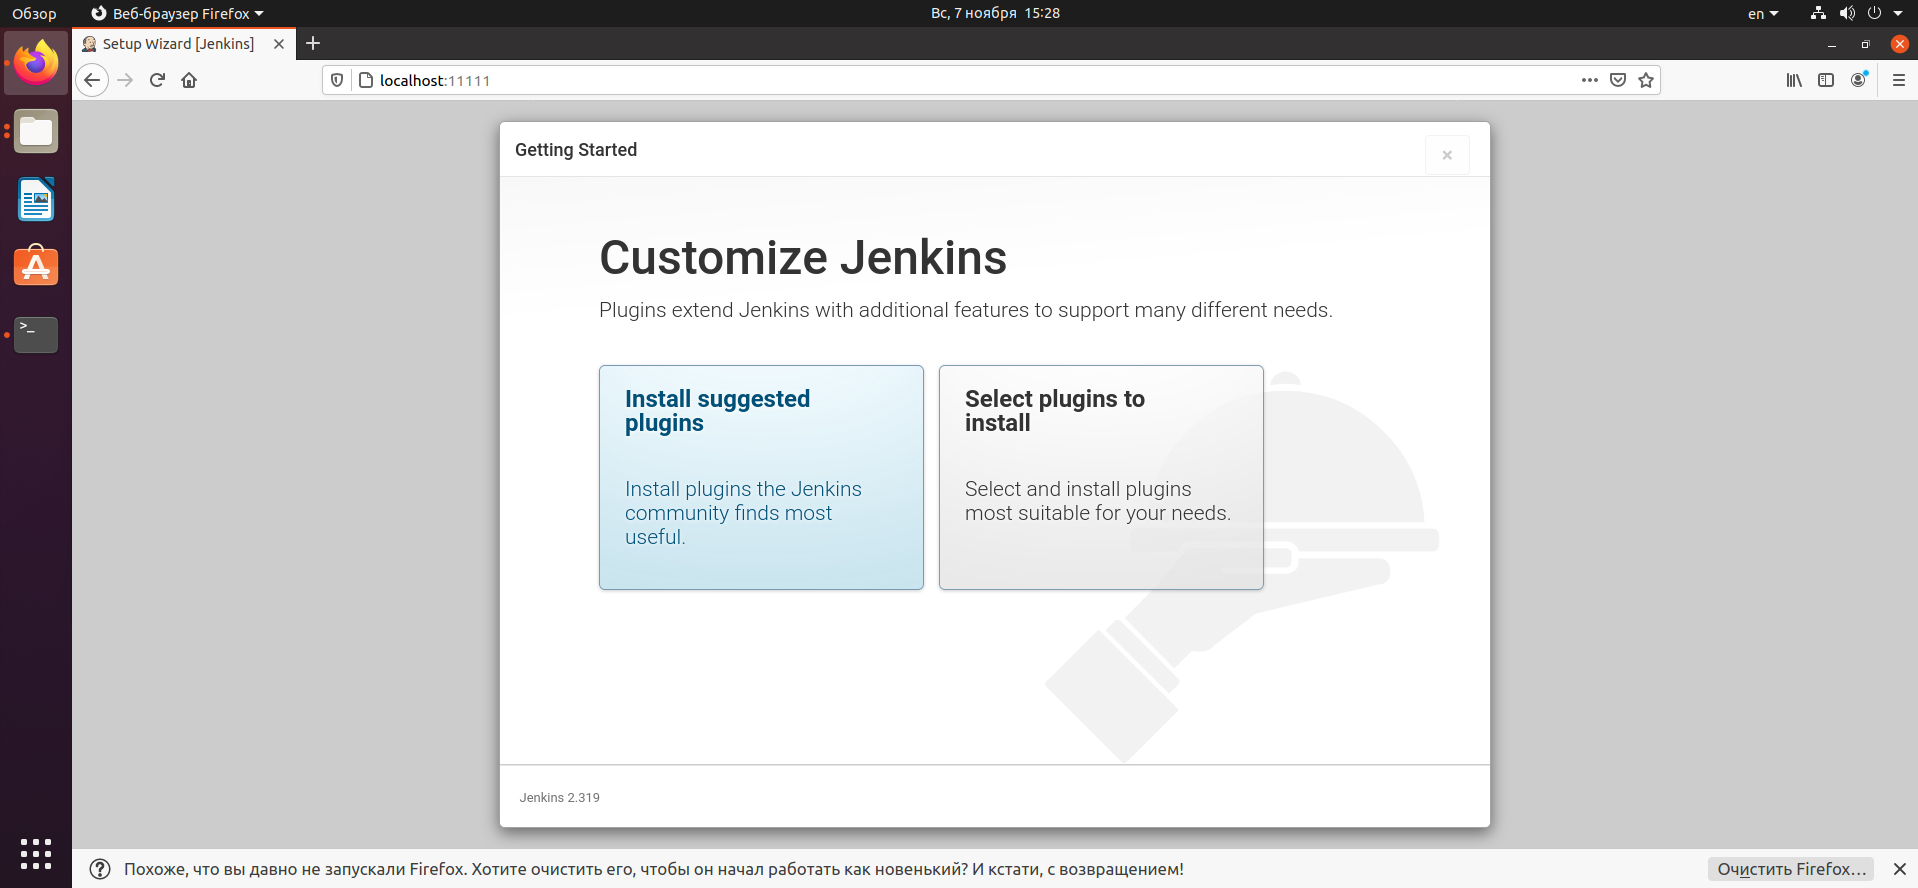 Обзор
Веб-браузер Firefox
Вс, 7 ноября 15:28
en
Setup Wizard [Jenkins]
localhost:11111
Getting Started
Customize Jenkins
Plugins extend Jenkins with additional features to support many different needs.
Install suggested
plugins
Install plugins the Jenkins
community finds most
useful.
Select plugins to
install
Select and install plugins
most suitable for your needs.
Jenkins 2.319
Похоже, что вы давно не запускали Firefox. Хотите очистить его, чтобы он начал работать как новенький? И кстати, с возвращением!
Очистить Firefox…